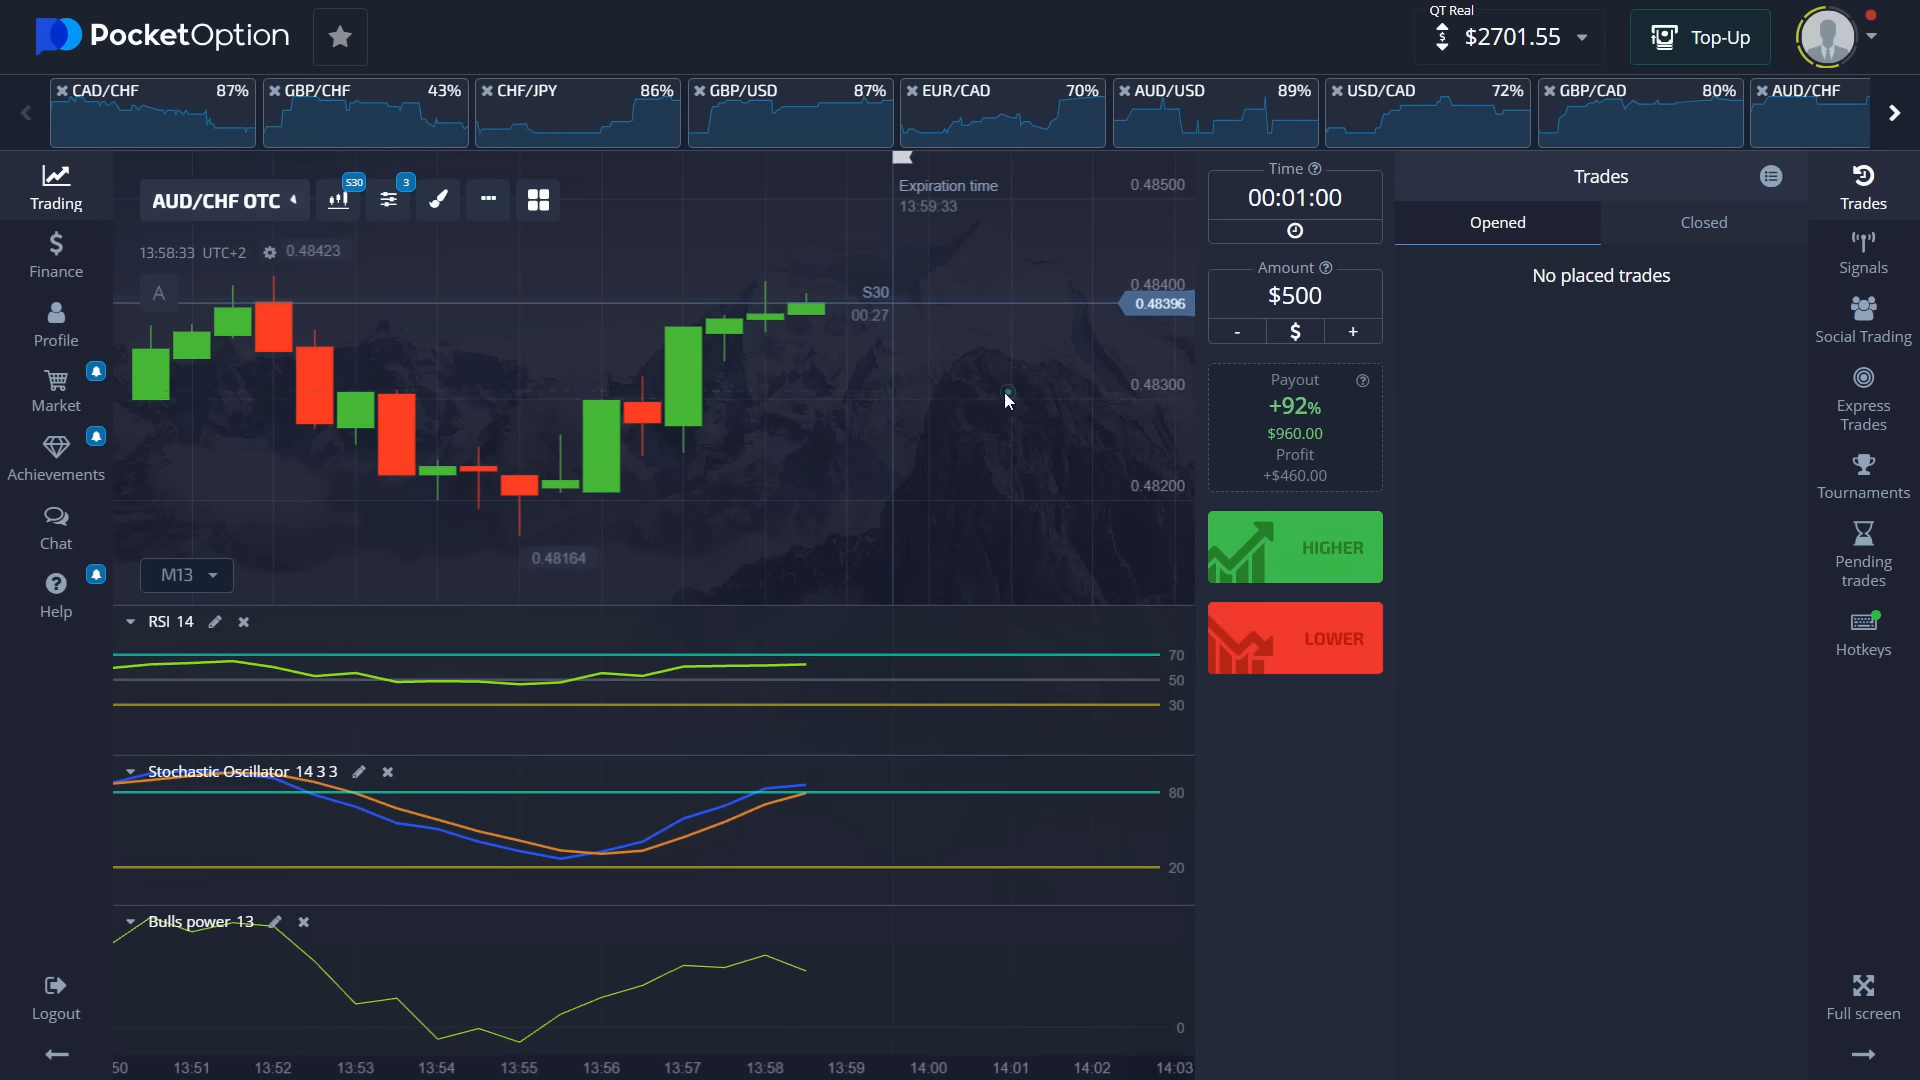 PocketOption
QT Real
$2701.55
Top-Up
CAD/CHF 87%
GBP/CHF 43%
CHF/JPY 86%
GBP/USD 87%
EUR/CAD 70%
AUD/USD 89%
USD/CAD 72%
GBP/CAD 80%
AUD/CHF
Trading
Finance
Profile
Market
Achievements
Chat
Help
Logout
AUD/CHF OTC
S30
3
13:58:33 UTC+2
0.48423
A
Expiration time
13:59:33
S30
00:27
0.48500
0.48400
0.48396
0.48300
0.48200
0.48164
M13
RSI 14
70
50
30
Stochastic Oscillator 14 3 3
80
20
Bulls power 13
0
50 13:51 13:52 13:53 13:54 13:55 13:56 13:57 13:58 13:59 14:00 14:01 14:02 14:03
Time
00:01:00
Amount
$500
- $ +
Payout
+92%
$960.00
Profit
+$460.00
HIGHER
LOWER
Trades
Opened
Closed
No placed trades
Trades
Signals
Social Trading
Express
Trades
Tournaments
Pending
trades
Hotkeys
Full screen